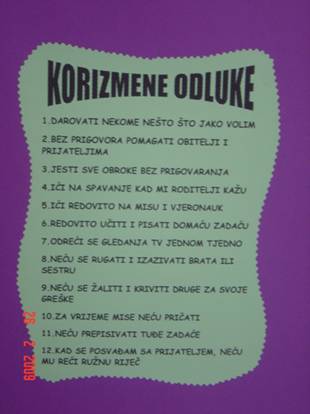 KORIZMENE ODLUKE
1.DAROVATI NEKOME NEŠTO ŠTO JAKO VOLIM
2.BEZ PRIGOVORA POMAGATI OBITELJI I
PRIJATELJIMA
3.JESTI SVE OBROKE BEZ PRIGOVARANJA
4.IĆI NA SPAVANJE KAD MI RODITELJI KAŽU
5.IĆI REDOVITO NA MISU I VJERONAUK
6.REDOVITO UČITI I PISATI DOMAĆU ZADAĆU
7.ODREĆI SE GLEDANJA TV JEDNOM TJEDNO
8.NEĆU SE RUGATI I IZAZIVATI BRATA ILI
SESTRU
9.NEĆU SE ŽALITI I KRIVITI DRUGE ZA SVOJE
GREŠKE
10.ZA VRIJEME MISE NEĆU PRIČATI
11.NEĆU PREPISIVATI TUĐE ZADAĆE
12.KAD SE POSVAĐAM SA PRIJATELJEM, NEĆU
MU REĆI RUŽNU RIJEČ
26 2 2009